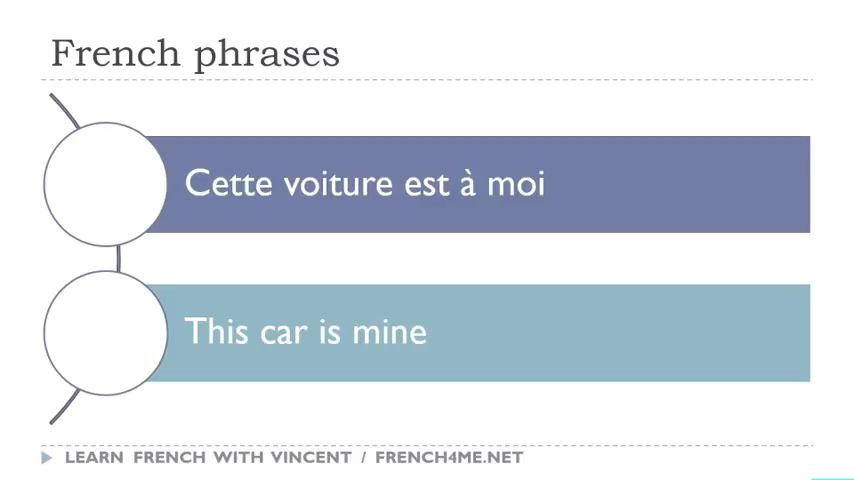 French phrases
Cette voiture est à moi
This car is mine
LEARN FRENCH WITH VINCENT / FRENCH4ME.NET